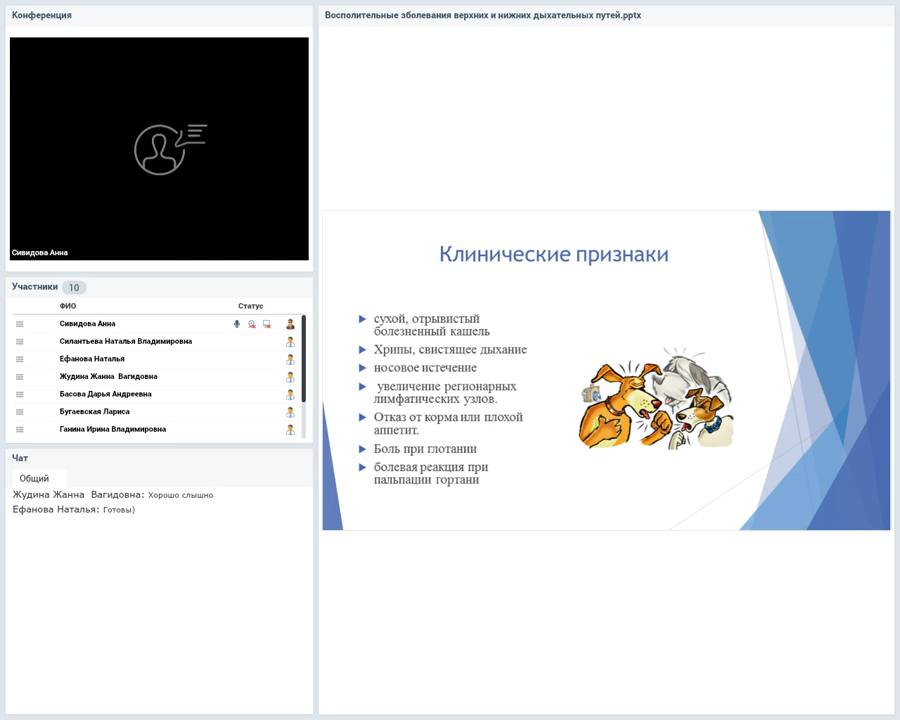 Конференция
Сивидова Анна
Участники 10
ФИО Статус
Сивидова Анна
Силантьева Наталья Владимировна
Ефанова Наталья
Жудина Жанна Вагидовна
Басова Дарья Андреевна
Бугаевская Лариса
Ганина Ирина Владимировна
Чат
Общий
Жудина Жанна Вагидовна: Хорошо слышно
Ефанова Наталья: Готовы)
Восполительные эболевания верхних и нижних дыхательных путей.pptx
Клинические признаки
сухой, отрывистый
болезненный кашель
Хрипы, свистящее дыхание
носовое истечение
увеличение регионарных
лимфатических узлов.
Отказ от корма или плохой
аппетит.
Боль при глотании
болевая реакция при
пальпации гортани